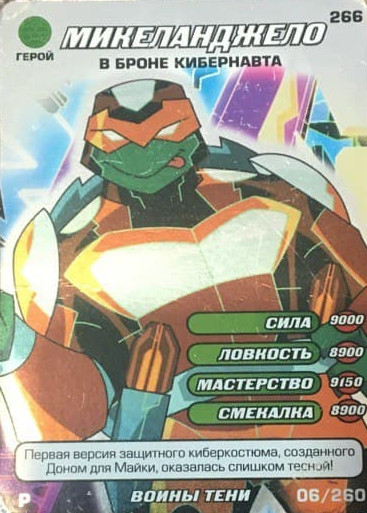 266
МИКЕЛАНДЖЕЛО
ГЕРОЙ
В БРОНЕ КИБЕРНАВТА
СИЛА 9000
ЛОВКОСТЬ 8900
МАСТЕРСТВО 9150
СМЕКАЛКА 8900
Первая версия защитного киберкостюма, созданного
Доном для Майки, оказалась слишком тесной!
Р ВОИНЫ ТЕНИ 06/260